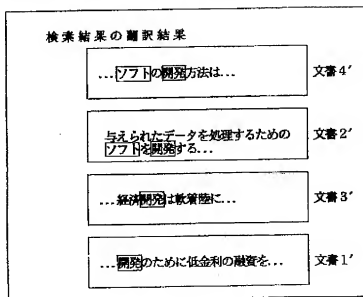 検索結果の翻訳結果
...ソフトの開発方法は...
文書4′
与えられたデータを処理するための
ソフトを開発する...
文書2′
...経済開発は軟着陸に...
文書3′
...開発のために低金利の融資を...
文書1′